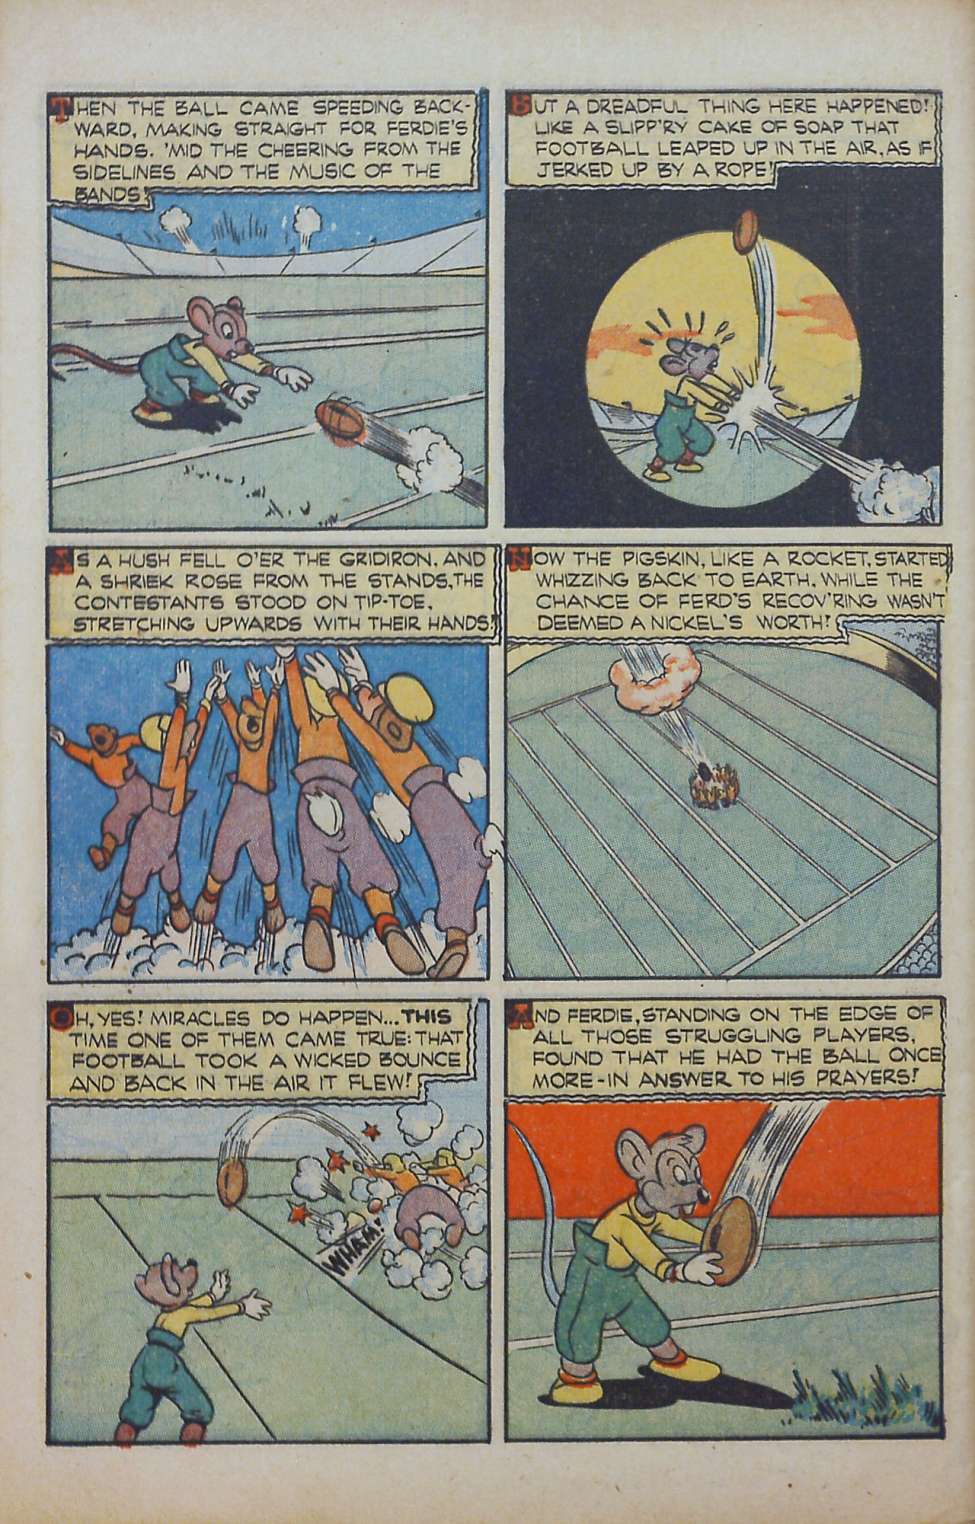 THEN THE BALL CAME SPEEDING BACK-
WARD, MAKING STRAIGHT FOR FERDIE'S
HANDS. 'MID THE CHEERING FROM THE
SIDELINES AND THE MUSIC OF THE
BANDS!
BUT A DREADFUL THING HERE HAPPENED!
LIKE A SLIPP'RY CAKE OF SOAP THAT
FOOTBALL LEAPED UP IN THE AIR, AS IF
JERKED UP BY A ROPE!
AS A HUSH FELL O'ER THE GRIDIRON, AND
A SHRIEK ROSE FROM THE STANDS, THE
CONTESTANTS STOOD ON TIP-TOE,
STRETCHING UPWARDS WITH THEIR HANDS!
NOW THE PIGSKIN, LIKE A ROCKET, STARTED
WHIZZING BACK TO EARTH, WHILE THE
CHANCE OF FERD'S RECOV'RING WASN'T
DEEMED A NICKEL'S WORTH!
OH, YES! MIRACLES DO HAPPEN... THIS
TIME ONE OF THEM CAME TRUE: THAT
FOOTBALL TOOK A WICKED BOUNCE
AND BACK IN THE AIR IT FLEW!
WHAM!
AND FERDIE, STANDING ON THE EDGE OF
ALL THOSE STRUGGLING PLAYERS,
FOUND THAT HE HAD THE BALL ONCE
MORE-IN ANSWER TO HIS PRAYERS!